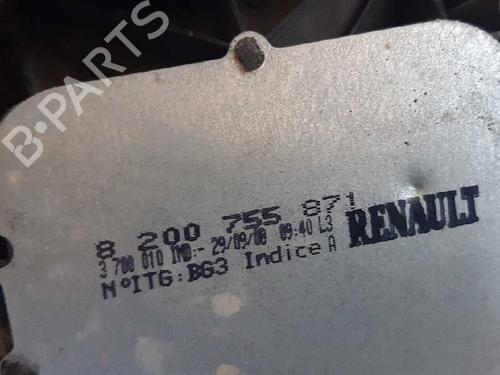 B-PARTS
8 200 755 871
3 700 010 IND:- 29/09/08 09:40 L3
N°ITG:BG3 Indice A
RENAULT